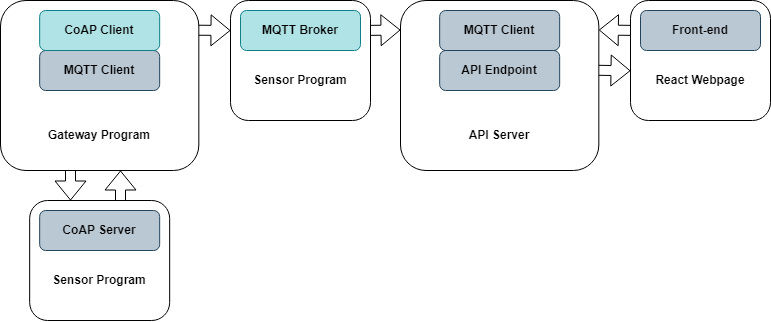 CoAP Client
MQTT Client
Gateway Program
MQTT Broker
Sensor Program
MQTT Client
API Endpoint
API Server
Front-end
React Webpage
CoAP Server
Sensor Program